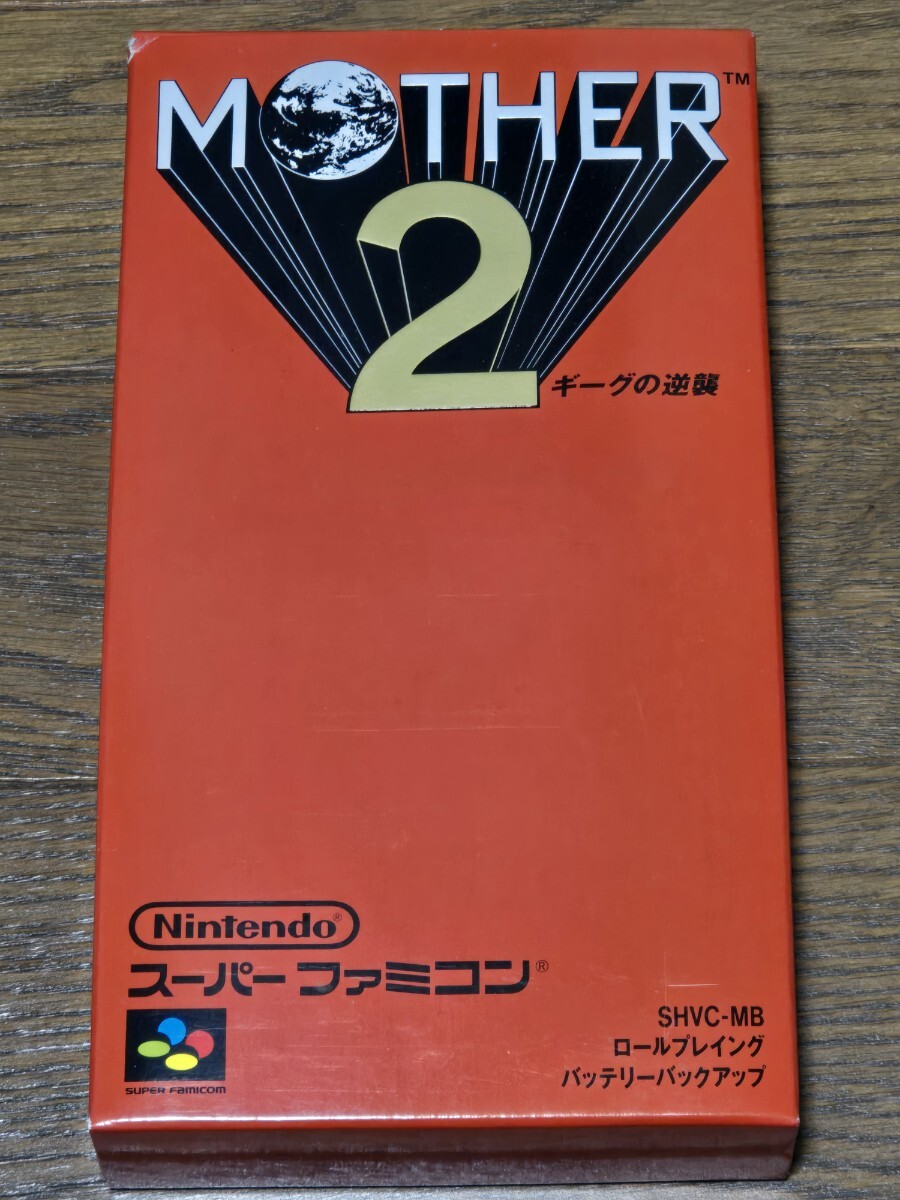 MOTHER™
2
ギーグの逆襲
Nintendo®
スーパーファミコン®
SUPER FAMICOM
SHVC-MB
ロールプレイング
バッテリーバックアップ